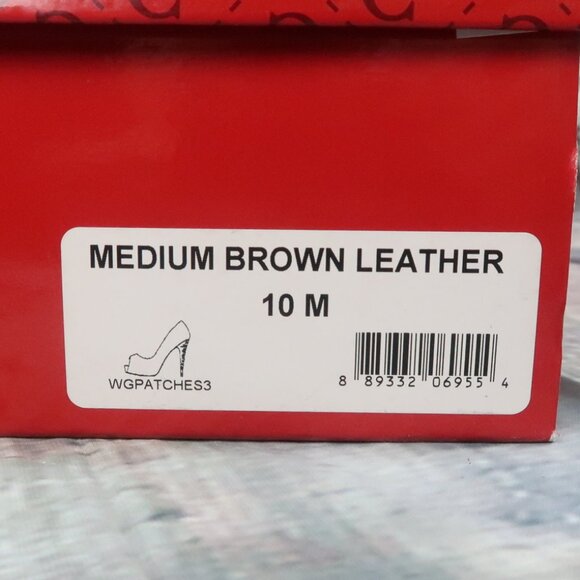 MEDIUM BROWN LEATHER
10 M
WGPATCHES3
8 89332 06955 4